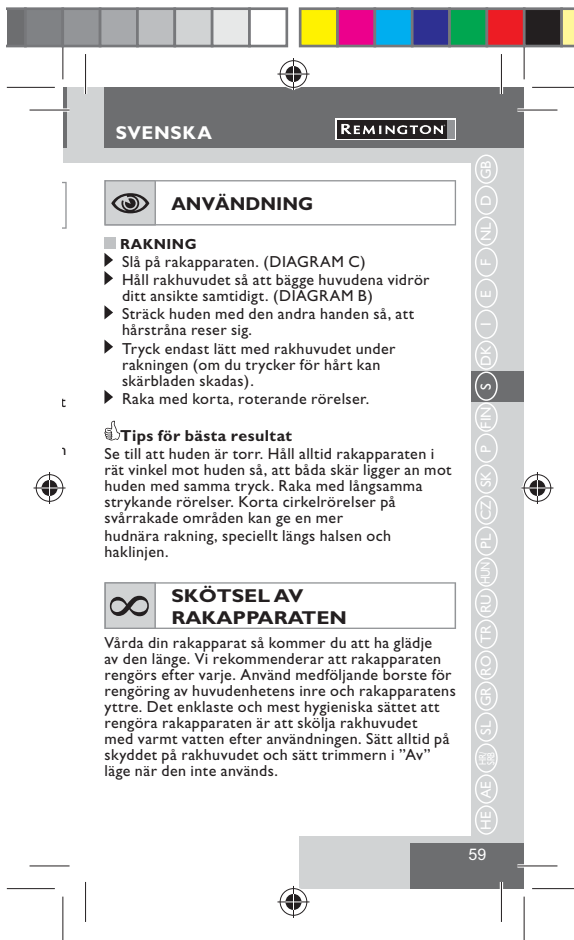 SVENSKA
REMINGTON
ANVÄNDNING
RAKNING
Slå på rakapparaten. (DIAGRAM C)
Håll rakhuvudet så att bägge huvudena vidrör
ditt ansikte samtidigt. (DIAGRAM B)
Sträck huden med den andra handen så, att
hårstråna reser sig.
Tryck endast lätt med rakhuvudet under
rakningen (om du trycker för hårt kan
skärbladen skadas).
Raka med korta, roterande rörelser.
Tips för bästa resultat
Se till att huden är torr. Håll alltid rakapparaten i
rät vinkel mot huden så, att båda skär ligger an mot
huden med samma tryck. Raka med långsamma
strykande rörelser. Korta cirkelrörelser på
svårrakade områden kan ge en mer
hudnära rakning, speciellt längs halsen och
haklinjen.
SKÖTSEL AV
RAKAPPARATEN
Vårda din rakapparat så kommer du att ha glädje
av den länge. Vi rekommenderar att rakapparaten
rengörs efter varje. Använd medföljande borste för
rengöring av huvudenhetens inre och rakapparatens
yttre. Det enklaste och mest hygieniska sättet att
rengöra rakapparaten är att skölja rakhuvudet
med varmt vatten efter användningen. Sätt alltid på
skyddet på rakhuvudet och sätt trimmern i ”Av”
läge när den inte används.
GB
D
NL
F
E
I
DK
S
FIN
P
SK
CZ
PL
HUN
RU
TR
RO
GR
SL
AE
HE
59
t